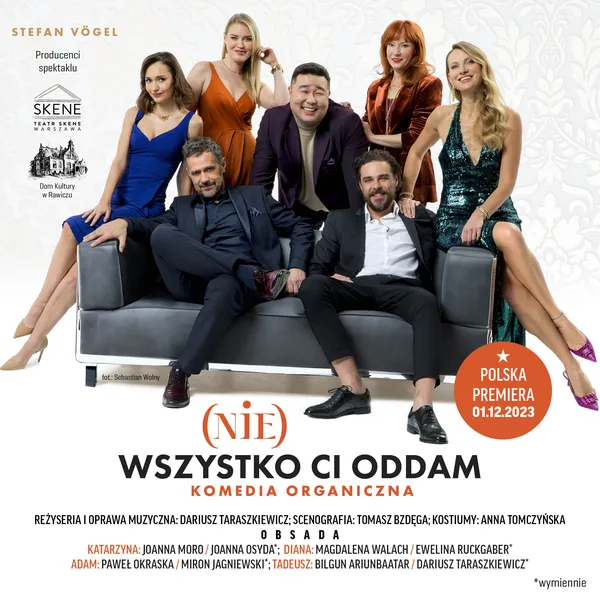 STEFAN VÖGEL
Producenci
spektaklu
SKENE
TEATR SKENE
WARSZAWA
Dom Kultury
w Rawiczu
fot.: Sebastian Wolny
POLSKA
PREMIERA
01.12.2023
(NIE)
WSZYSTKO CI ODDAM
KOMEDIA ORGANICZNA
REŻYSERIA I OPRAWA MUZYCZNA: DARIUSZ TARASZKIEWICZ; SCENOGRAFIA: TOMASZ BZDĘGA; KOSTIUMY: ANNA TOMCZYŃSKA
OBSADA
KATARZYNA: JOANNA MORO / JOANNA OSYDA*; DIANA: MAGDALENA WALACH / EWELINA RUCKGABER*
ADAM: PAWEŁ OKRASKA / MIRON JAGNIEWSKI*; TADEUSZ: BILGUN ARIUNBAATAR / DARIUSZ TARASZKIEWICZ*
*wymiennie